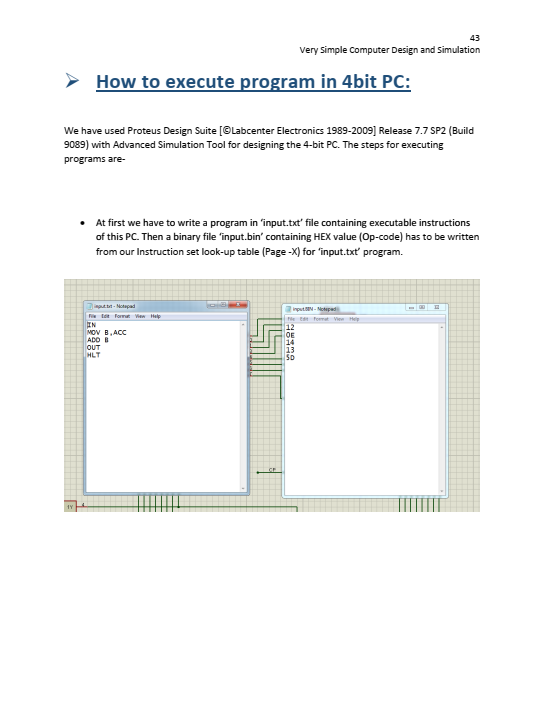 43
Very Simple Computer Design and Simulation
➢ How to execute program in 4bit PC:
We have used Proteus Design Suite [©Labcenter Electronics 1989-2009] Release 7.7 SP2 (Build
9089) with Advanced Simulation Tool for designing the 4-bit PC. The steps for executing
programs are-
• At first we have to write a program in ‘input.txt’ file containing executable instructions
of this PC. Then a binary file ‘input.bin’ containing HEX value (Op-code) has to be written
from our Instruction set look-up table (Page -X) for ‘input.txt’ program.
input.txt - Notepad
File Edit Format View Help
IN
MOV B,ACC
ADD B
OUT
HLT
input.BIN - Notepad
File Edit Format View Help
12
0E
14
13
5D
CP